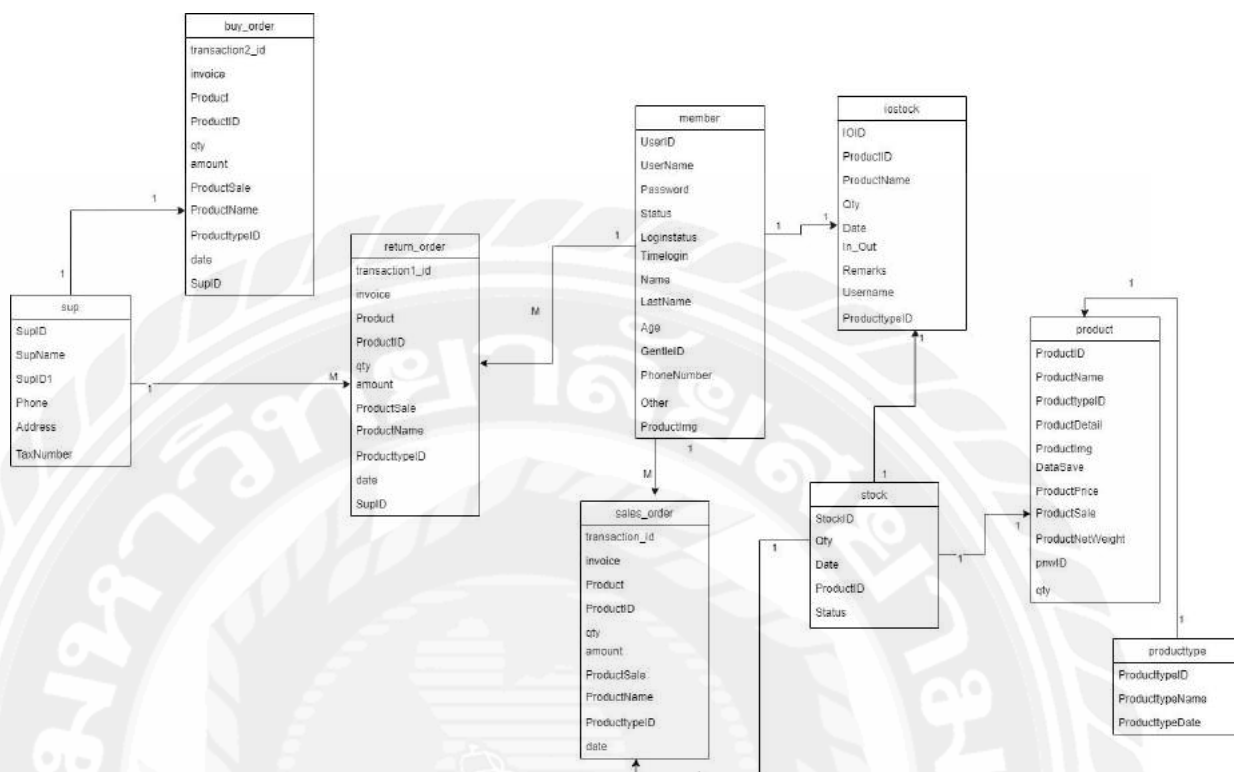 buy_order
transaction2_id
invoice
Product
ProductID
qty
amount
ProductSale
ProductName
ProducttypeID
date
SupID
1
1
sup
SupID
SupName
SupID1
Phone
Address
TaxNumber
1
M
return_order
transaction1_id
invoice
Product
ProductID
qty
amount
ProductSale
ProductName
ProducttypeID
date
SupID
M
1
member
UserID
UserName
Password
Status
Loginstatus
Timelogin
Name
LastName
Age
GentleID
PhoneNumber
Other
ProductImg
1
1
1
M
iostock
IOID
ProductID
ProductName
Qty
Date
In_Out
Remarks
Username
ProducttypeID
1
1
sales_order
transaction_id
invoice
Product
ProductID
qty
amount
ProductSale
ProductName
ProducttypeID
date
1
stock
StockID
Qty
Date
ProductID
Status
1
1
product
ProductID
ProductName
ProducttypeID
ProductDetail
ProductImg
DataSave
ProductPrice
ProductSale
ProductNetWeight
pnwID
qty
1
1
producttype
ProducttypeID
ProducttypeName
ProducttypeDate